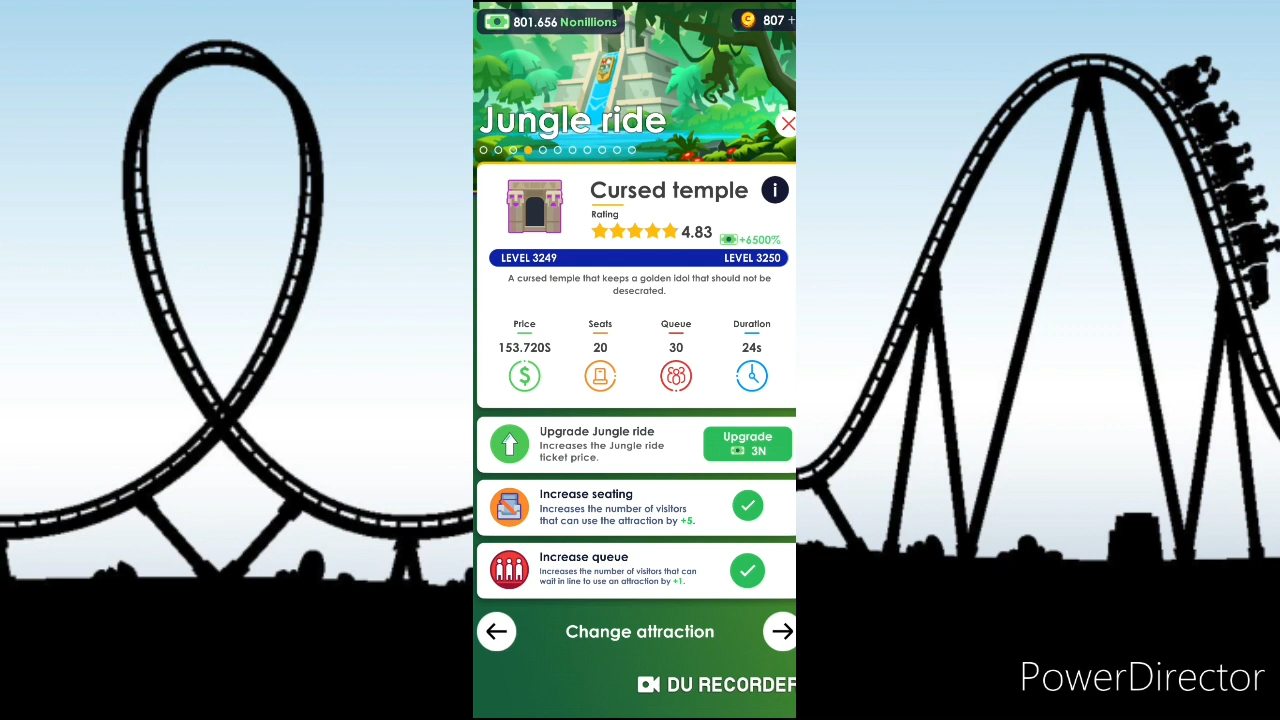 801.656 Nonillions
C 807 +
Jungle ride
Cursed temple
i
Rating
4.83
+6500%
LEVEL 3249
LEVEL 3250
A cursed temple that keeps a golden idol that should not be
desecrated.
Price Seats Queue Duration
153.720S 20 30 24s
$
Upgrade Jungle ride
Increases the Jungle ride
ticket price.
Upgrade
3N
Increase seating
Increases the number of visitors
that can use the attraction by +5.
Increase queue
Increases the number of visitors that can
wait in line to use an attraction by +1.
Change attraction
DU RECORDER
PowerDirector